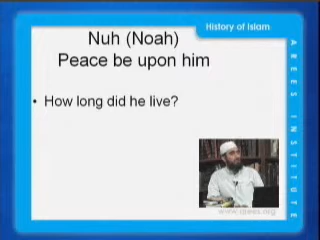 History of Islam
Nuh (Noah)
Peace be upon him
• How long did he live?
AREES INSTITUTE
www.arees.org